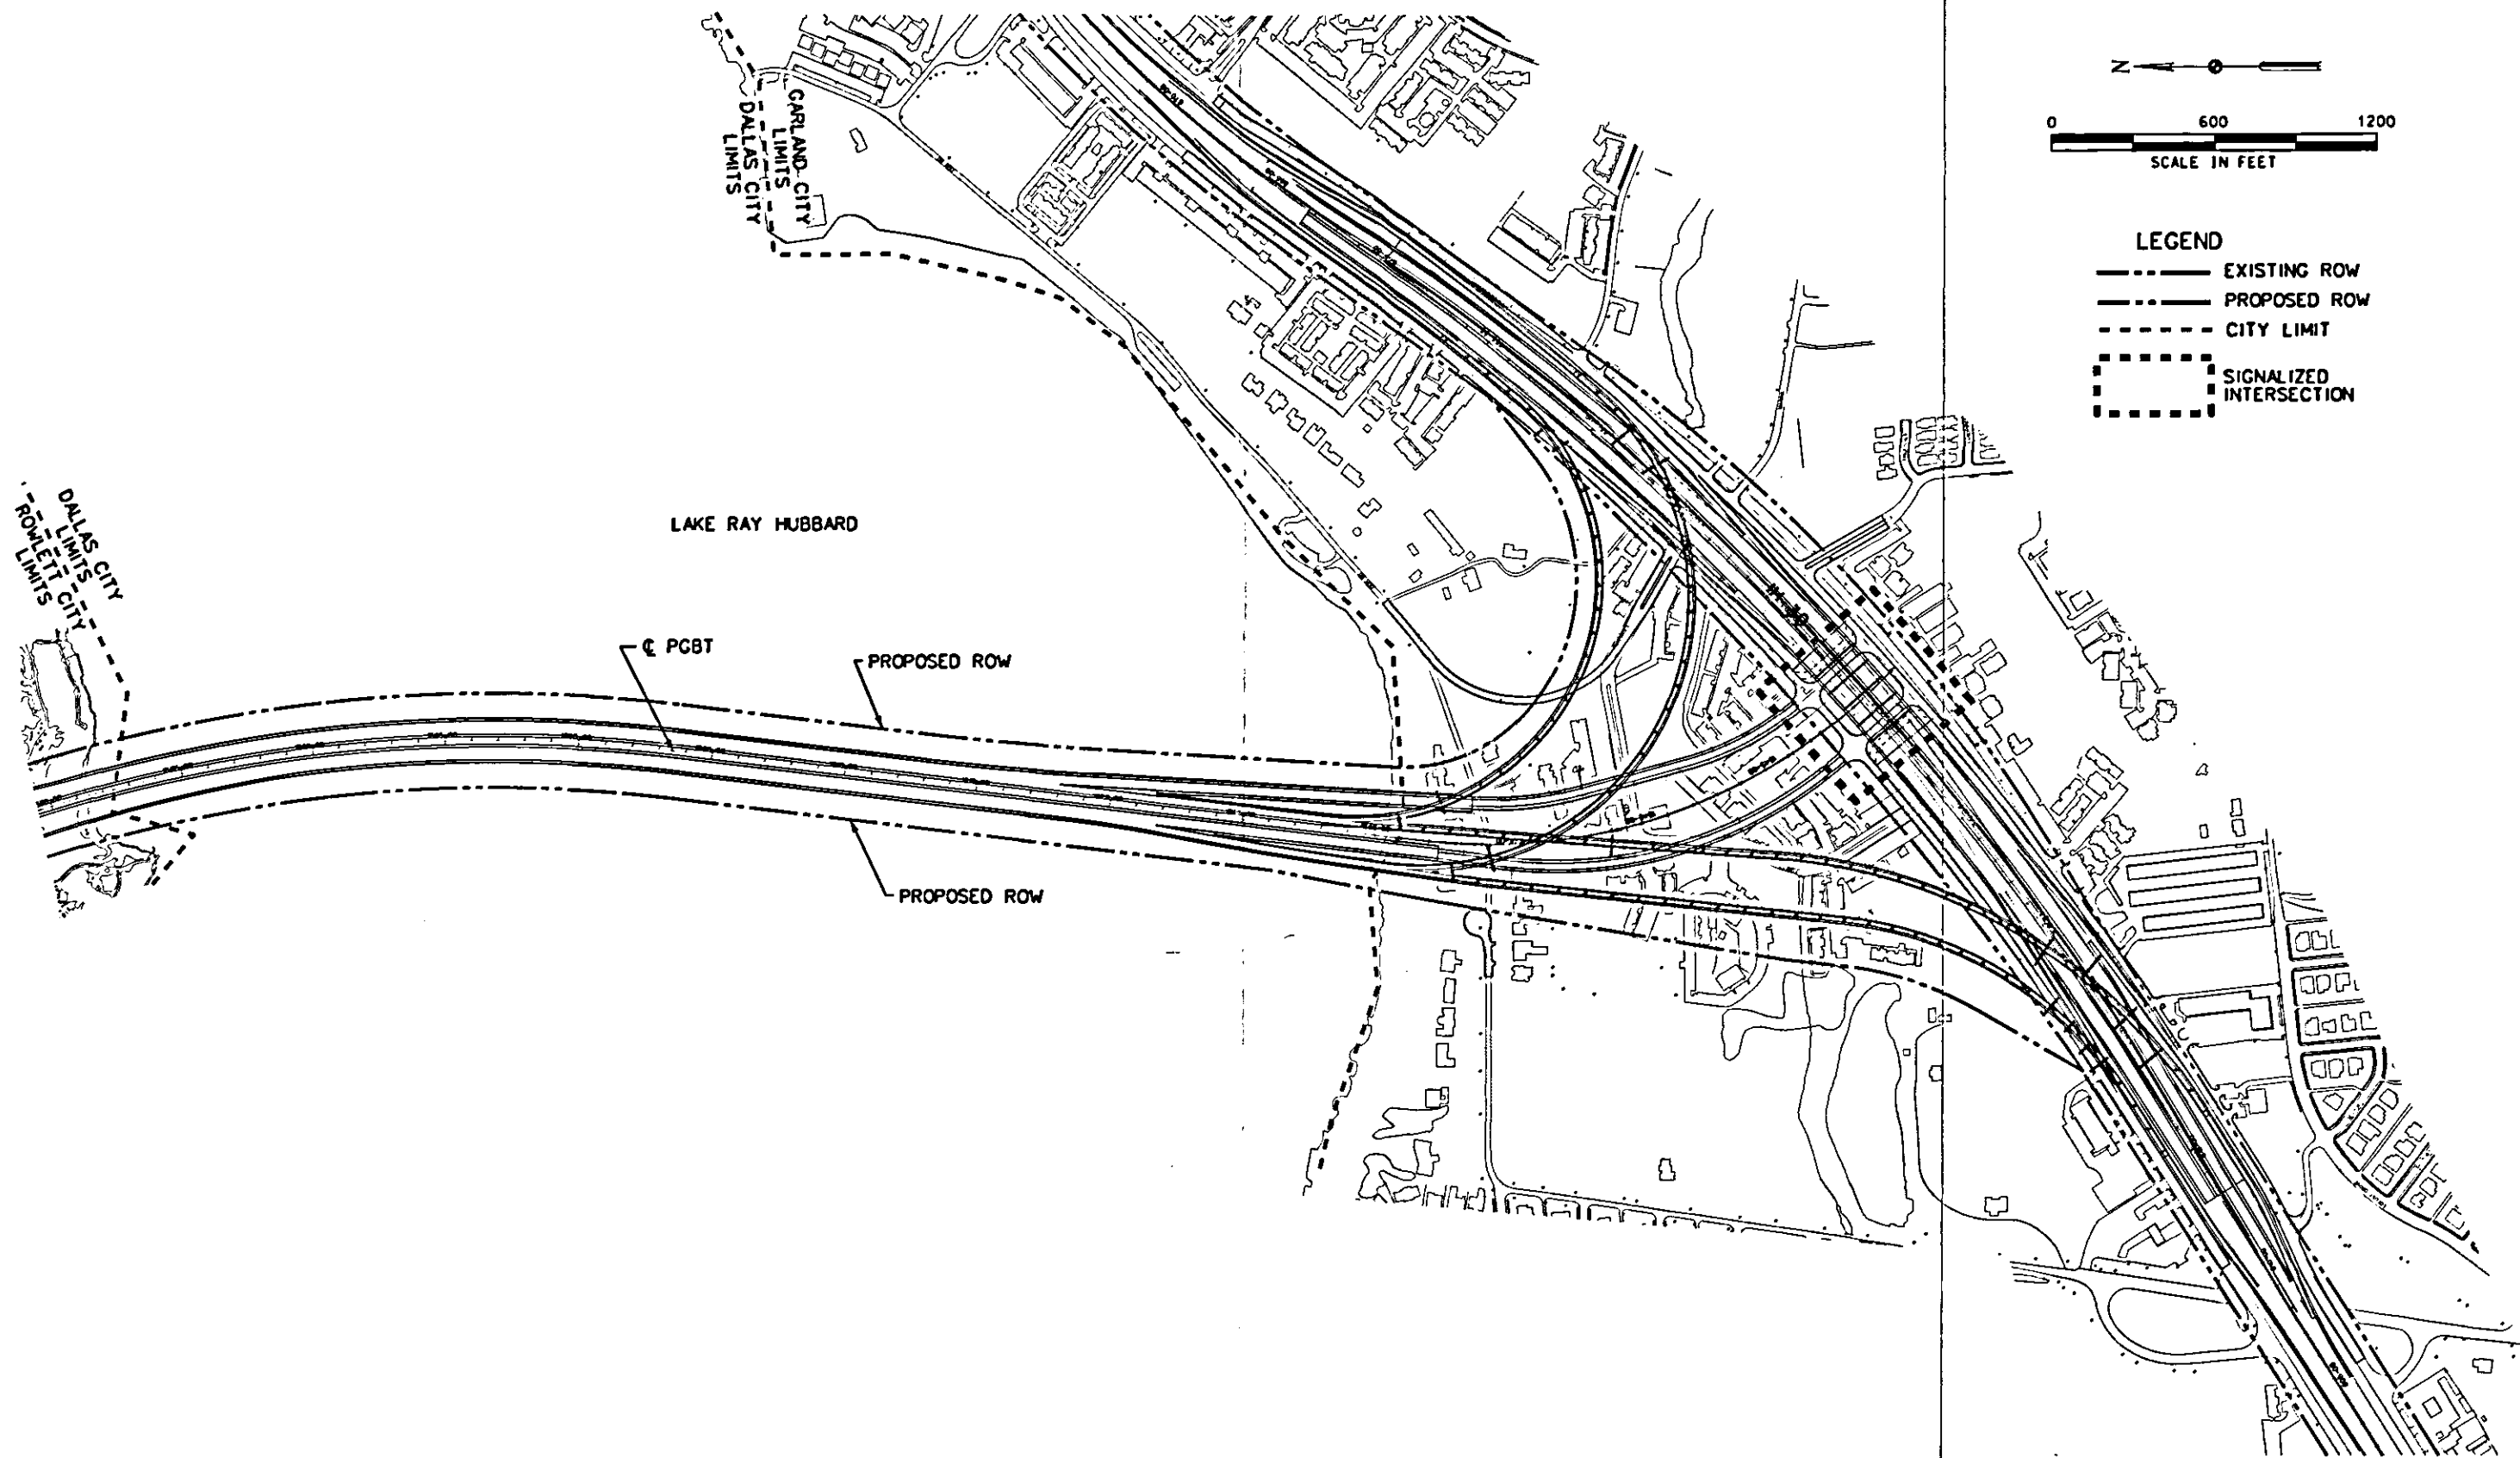 N
0 600 1200
SCALE IN FEET
LEGEND
EXISTING ROW
PROPOSED ROW
CITY LIMIT
SIGNALIZED
INTERSECTION
GARLAND CITY
LIMITS
DALLAS CITY
LIMITS
LAKE RAY HUBBARD
DALLAS CITY
LIMITS
ROWLETT CITY
LIMITS
℄ PGBT
PROPOSED ROW
PROPOSED ROW